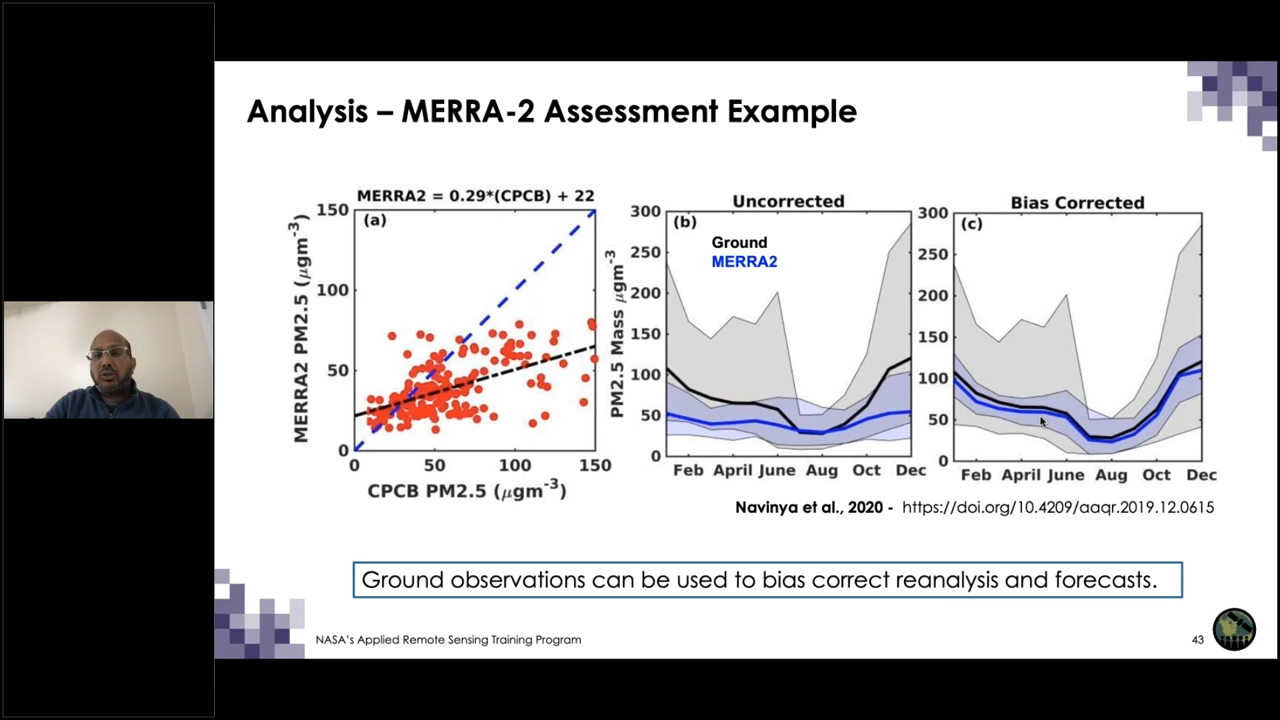 Analysis – MERRA-2 Assessment Example
MERRA2 = 0.29*(CPCB) + 22
(a)
MERRA2 PM2.5 (μgm⁻³)
150
100
50
0
0 50 100 150
CPCB PM2.5 (μgm⁻³)
Uncorrected
(b)
Ground
MERRA2
PM2.5 Mass μgm⁻³
300
250
200
150
100
50
0
Feb April June Aug Oct Dec
Bias Corrected
(c)
300
250
200
150
100
50
0
Feb April June Aug Oct Dec
Navinya et al., 2020 - https://doi.org/10.4209/aaqr.2019.12.0615
Ground observations can be used to bias correct reanalysis and forecasts.
NASA's Applied Remote Sensing Training Program
43